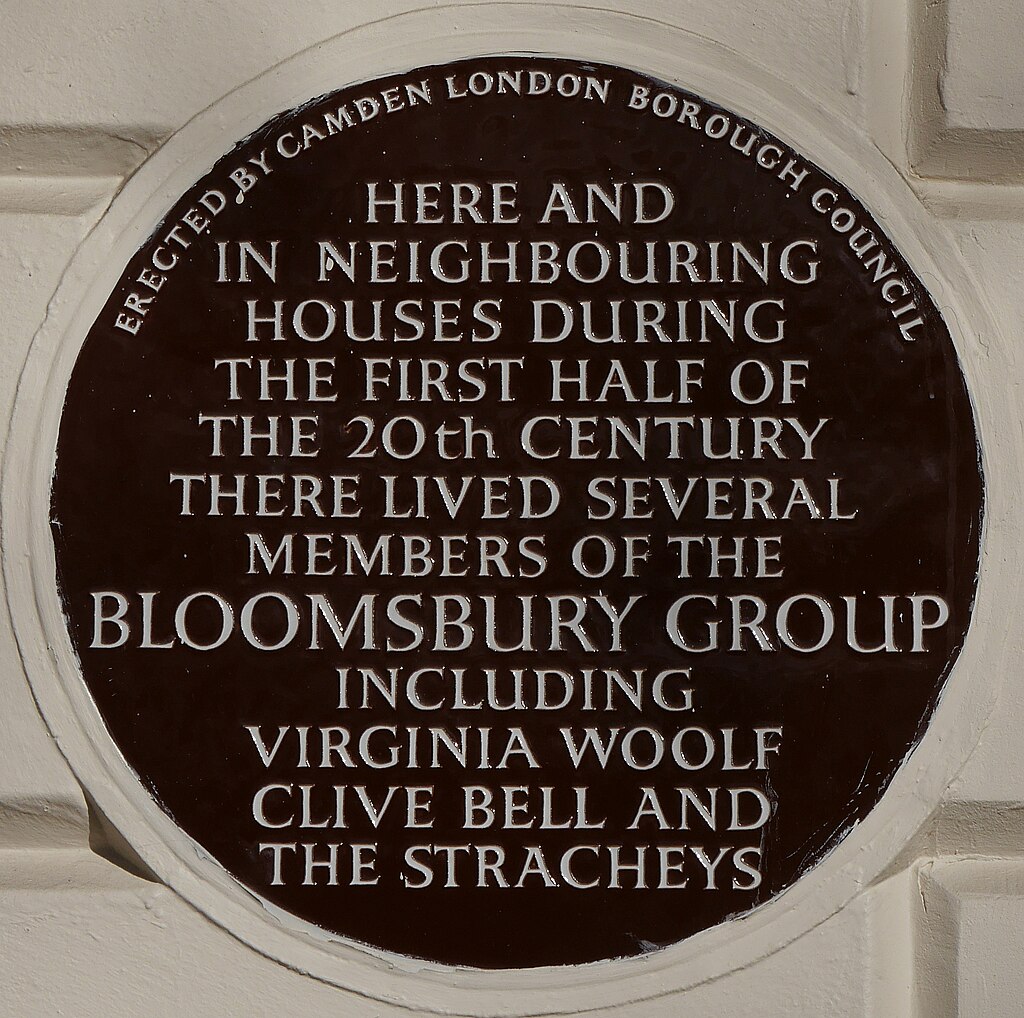 ERECTED BY CAMDEN LONDON BOROUGH COUNCIL
HERE AND
IN NEIGHBOURING
HOUSES DURING
THE FIRST HALF OF
THE 20th CENTURY
THERE LIVED SEVERAL
MEMBERS OF THE
BLOOMSBURY GROUP
INCLUDING
VIRGINIA WOOLF
CLIVE BELL AND
THE STRACHEYS